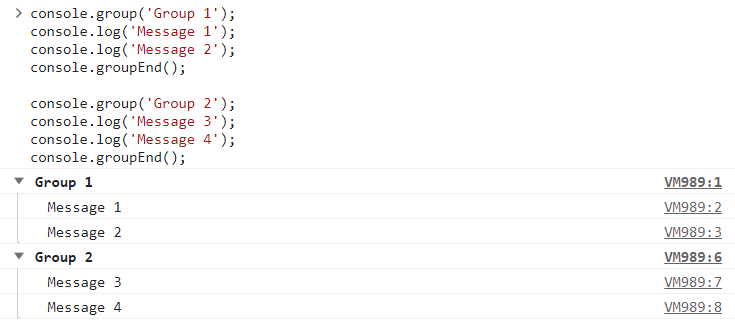 > console.group('Group 1');
console.log('Message 1');
console.log('Message 2');
console.groupEnd();

console.group('Group 2');
console.log('Message 3');
console.log('Message 4');
console.groupEnd();
▼ Group 1 VM989:1
Message 1 VM989:2
Message 2 VM989:3
▼ Group 2 VM989:6
Message 3 VM989:7
Message 4 VM989:8